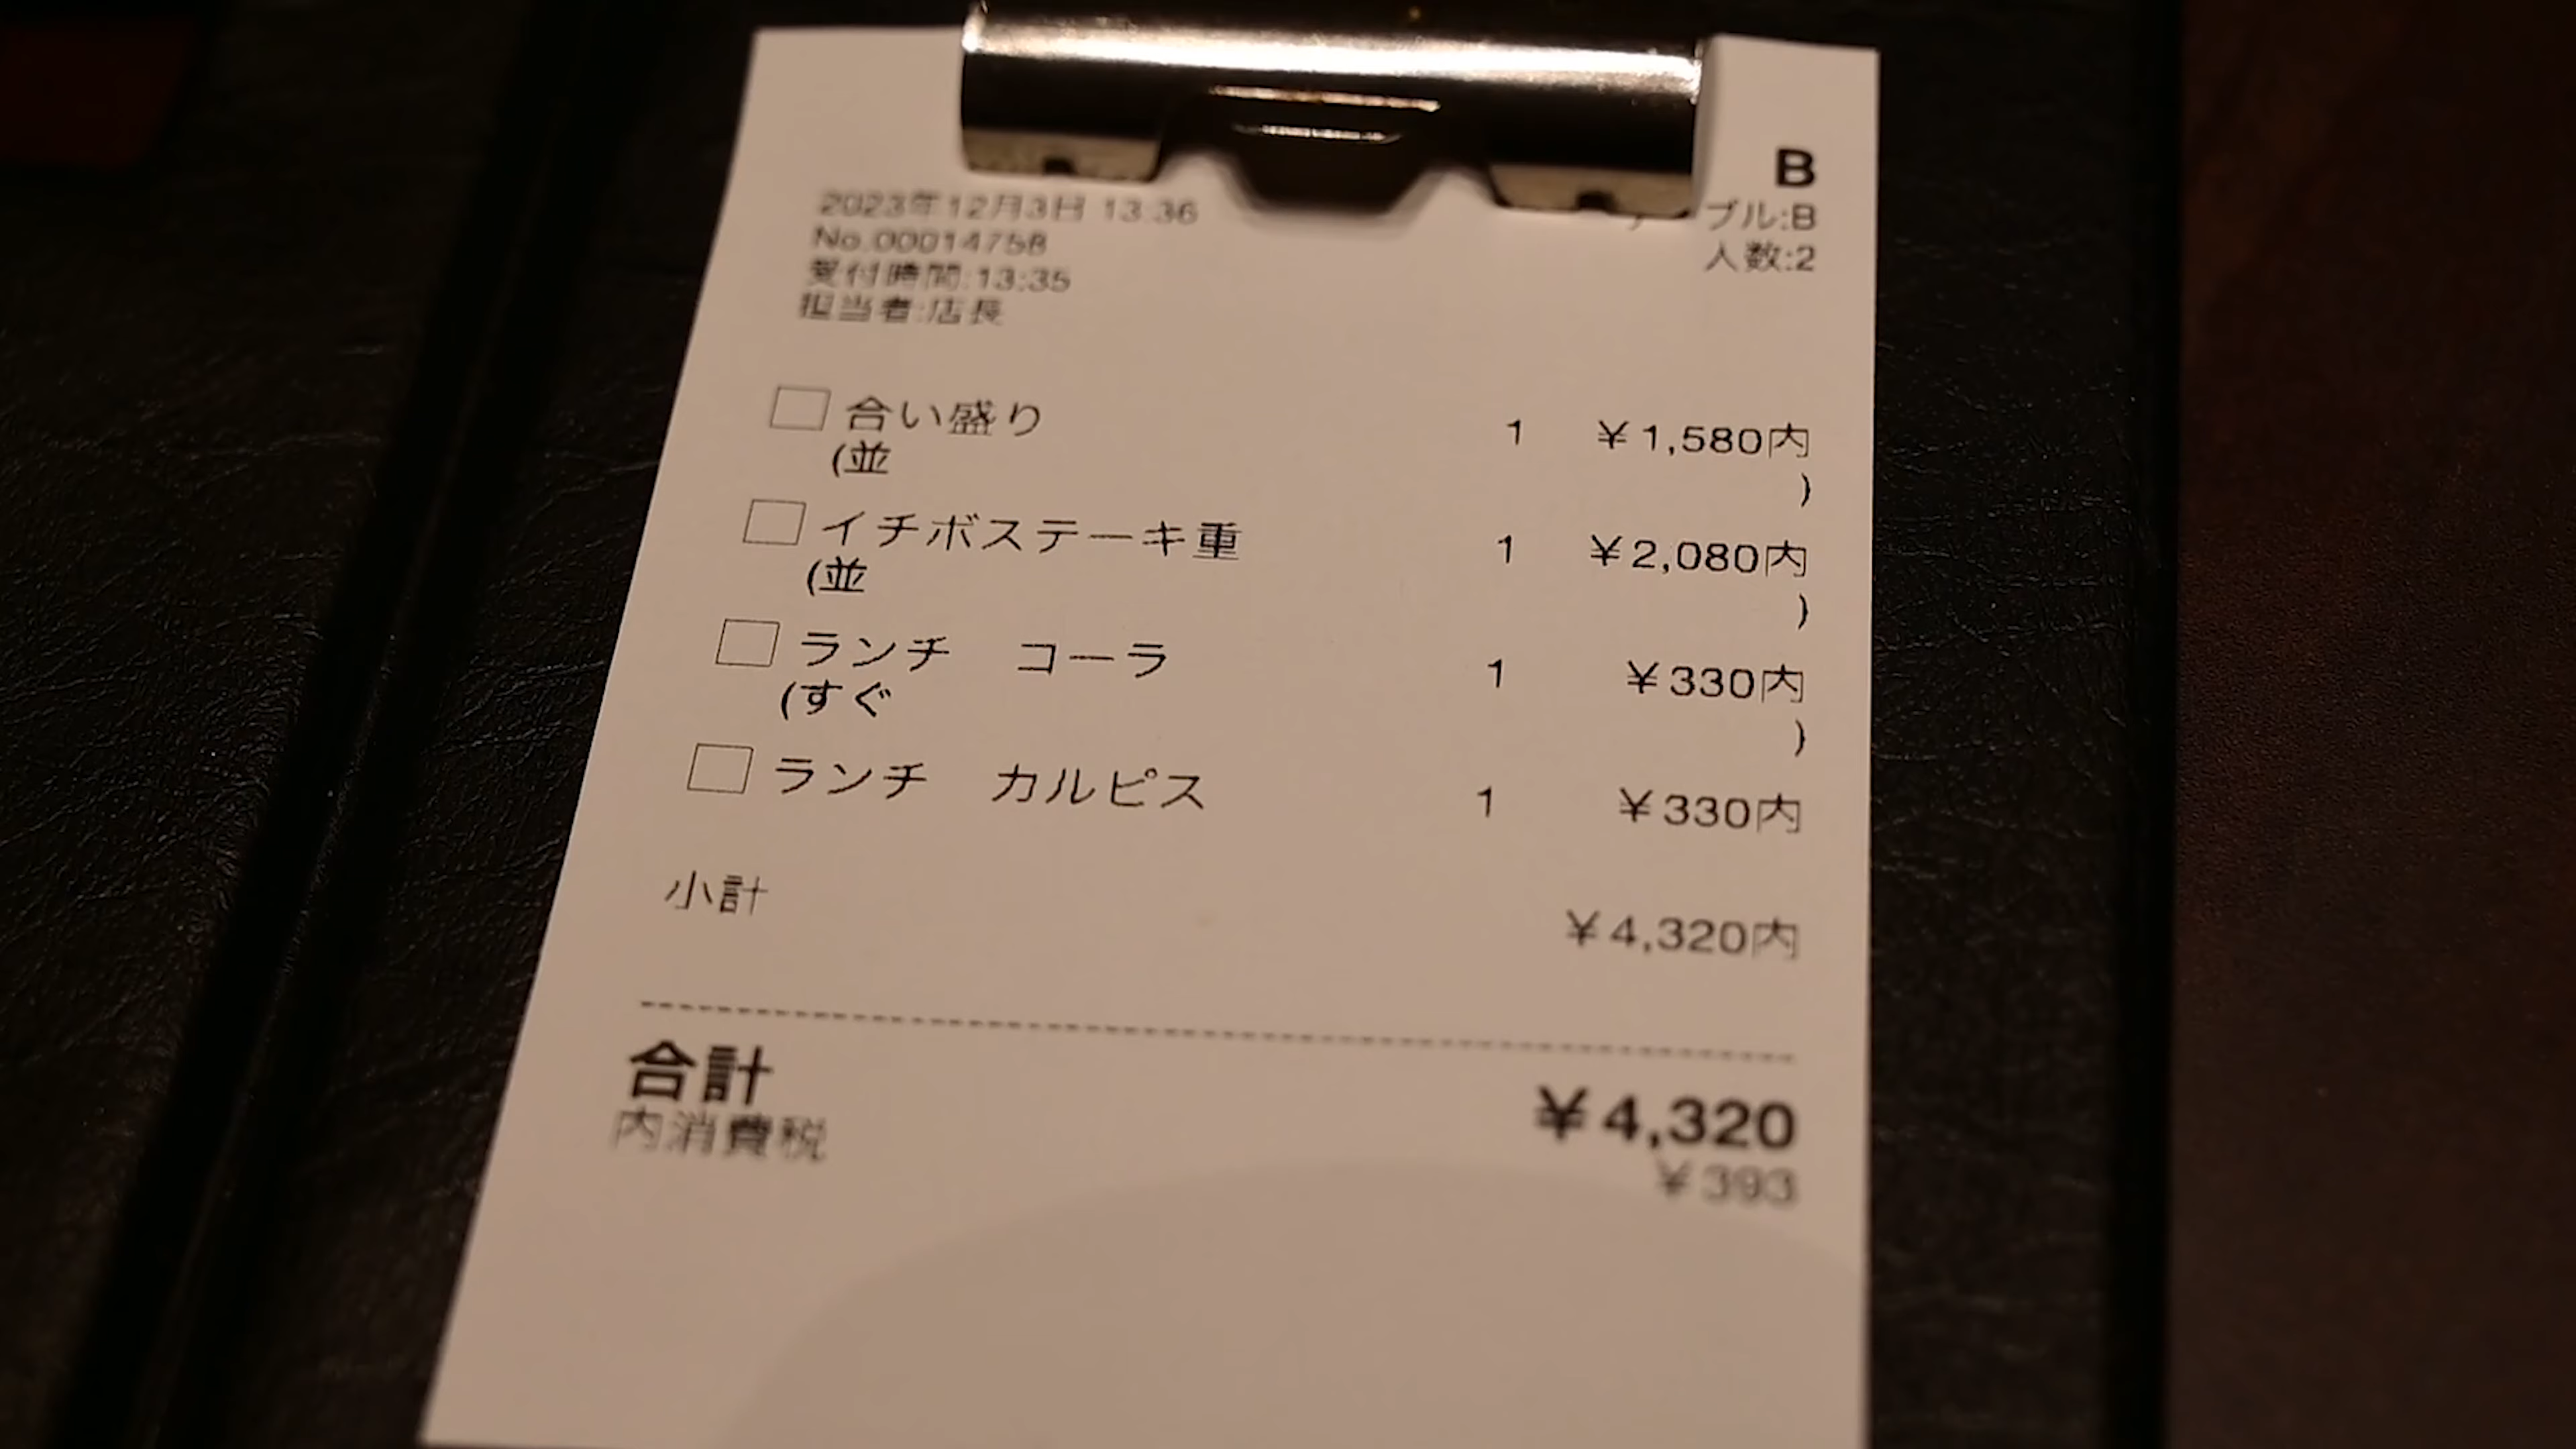 B
2023年12月3日 13:36
ブル:B
No.00014758
人数:2
受付時間:13:35
担当者:店長
合い盛り 1 ¥1,580内
(並 )
イチボステーキ重 1 ¥2,080内
(並 )
ランチ コーラ 1 ¥330内
(すぐ )
ランチ カルピス 1 ¥330内
小計 ¥4,320内
合計 ¥4,320
内消費税 ¥393